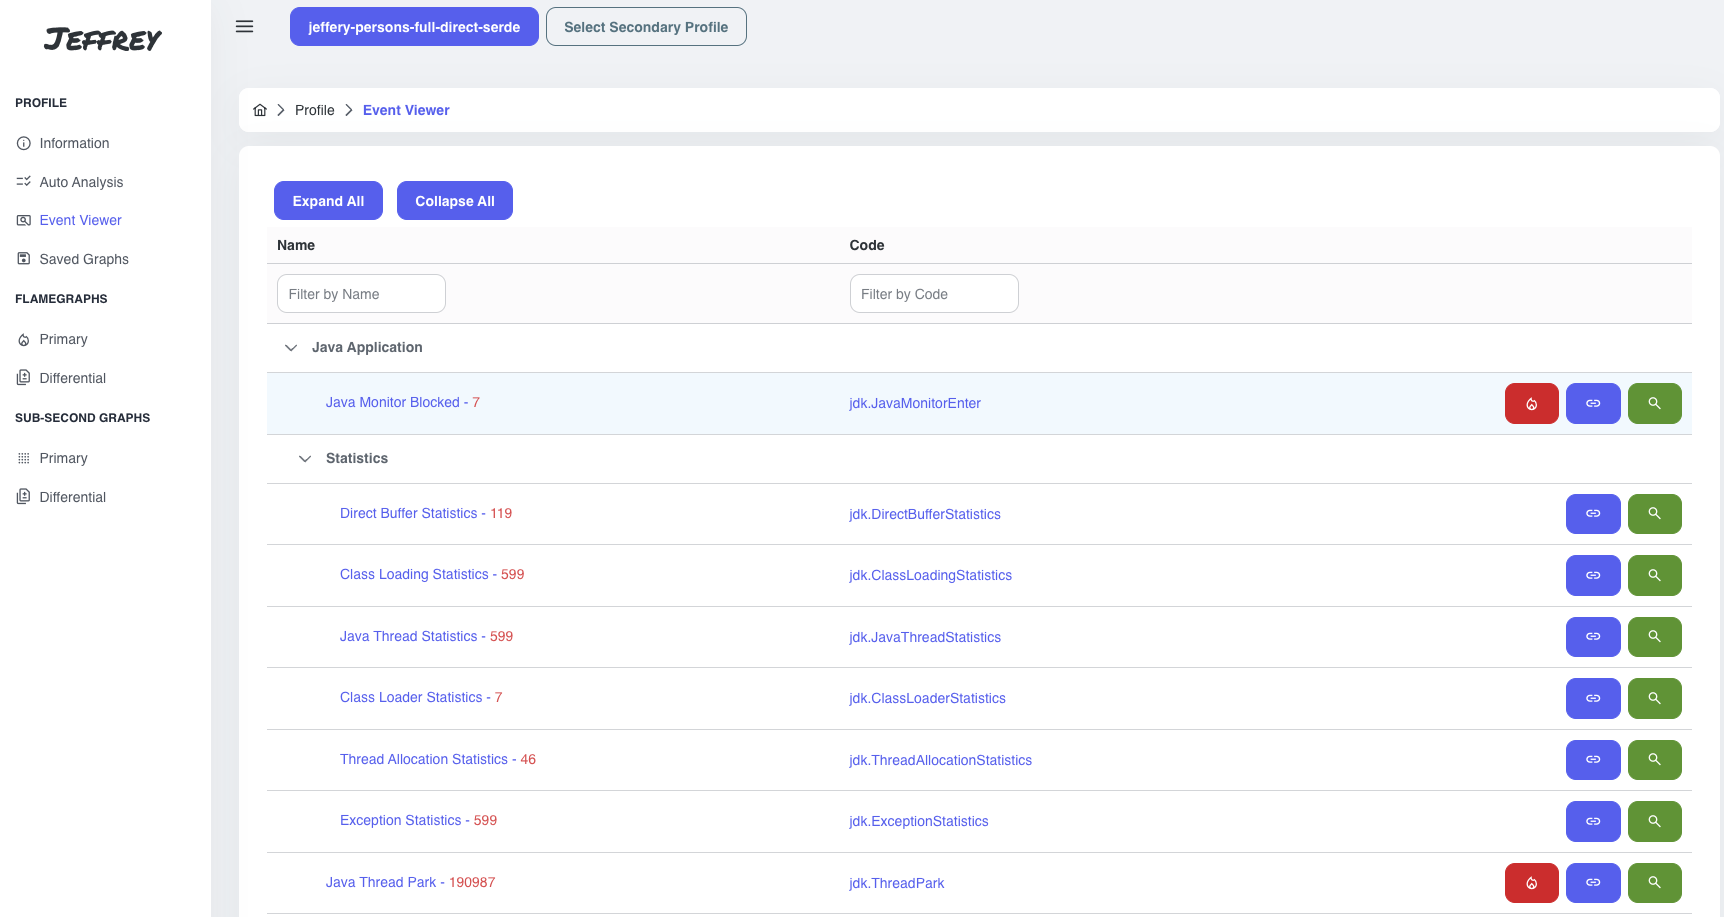 JEFFREY
jeffery-persons-full-direct-serde
Select Secondary Profile
PROFILE
Information
Auto Analysis
Event Viewer
Saved Graphs
FLAMEGRAPHS
Primary
Differential
SUB-SECOND GRAPHS
Primary
Differential
Profile
Event Viewer
Expand All
Collapse All
Name Code
Filter by Name Filter by Code
Java Application
Java Monitor Blocked - 7 jdk.JavaMonitorEnter
Statistics
Direct Buffer Statistics - 119 jdk.DirectBufferStatistics
Class Loading Statistics - 599 jdk.ClassLoadingStatistics
Java Thread Statistics - 599 jdk.JavaThreadStatistics
Class Loader Statistics - 7 jdk.ClassLoaderStatistics
Thread Allocation Statistics - 46 jdk.ThreadAllocationStatistics
Exception Statistics - 599 jdk.ExceptionStatistics
Java Thread Park - 190987 jdk.ThreadPark